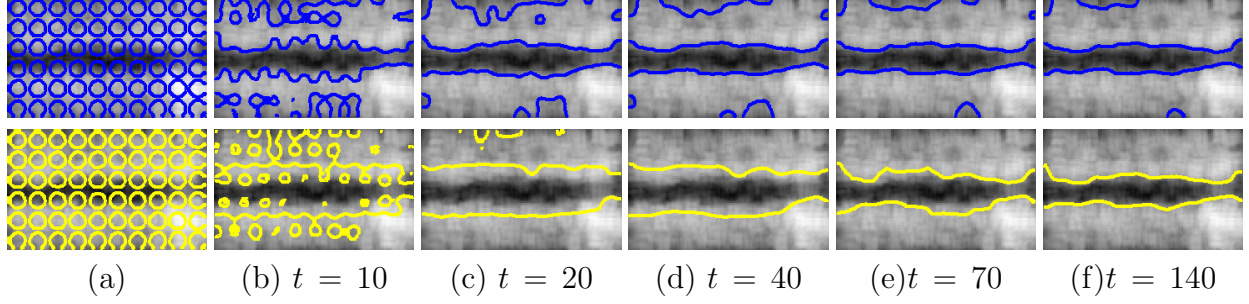 (a) (b) t = 10 (c) t = 20 (d) t = 40 (e)t = 70 (f)t = 140